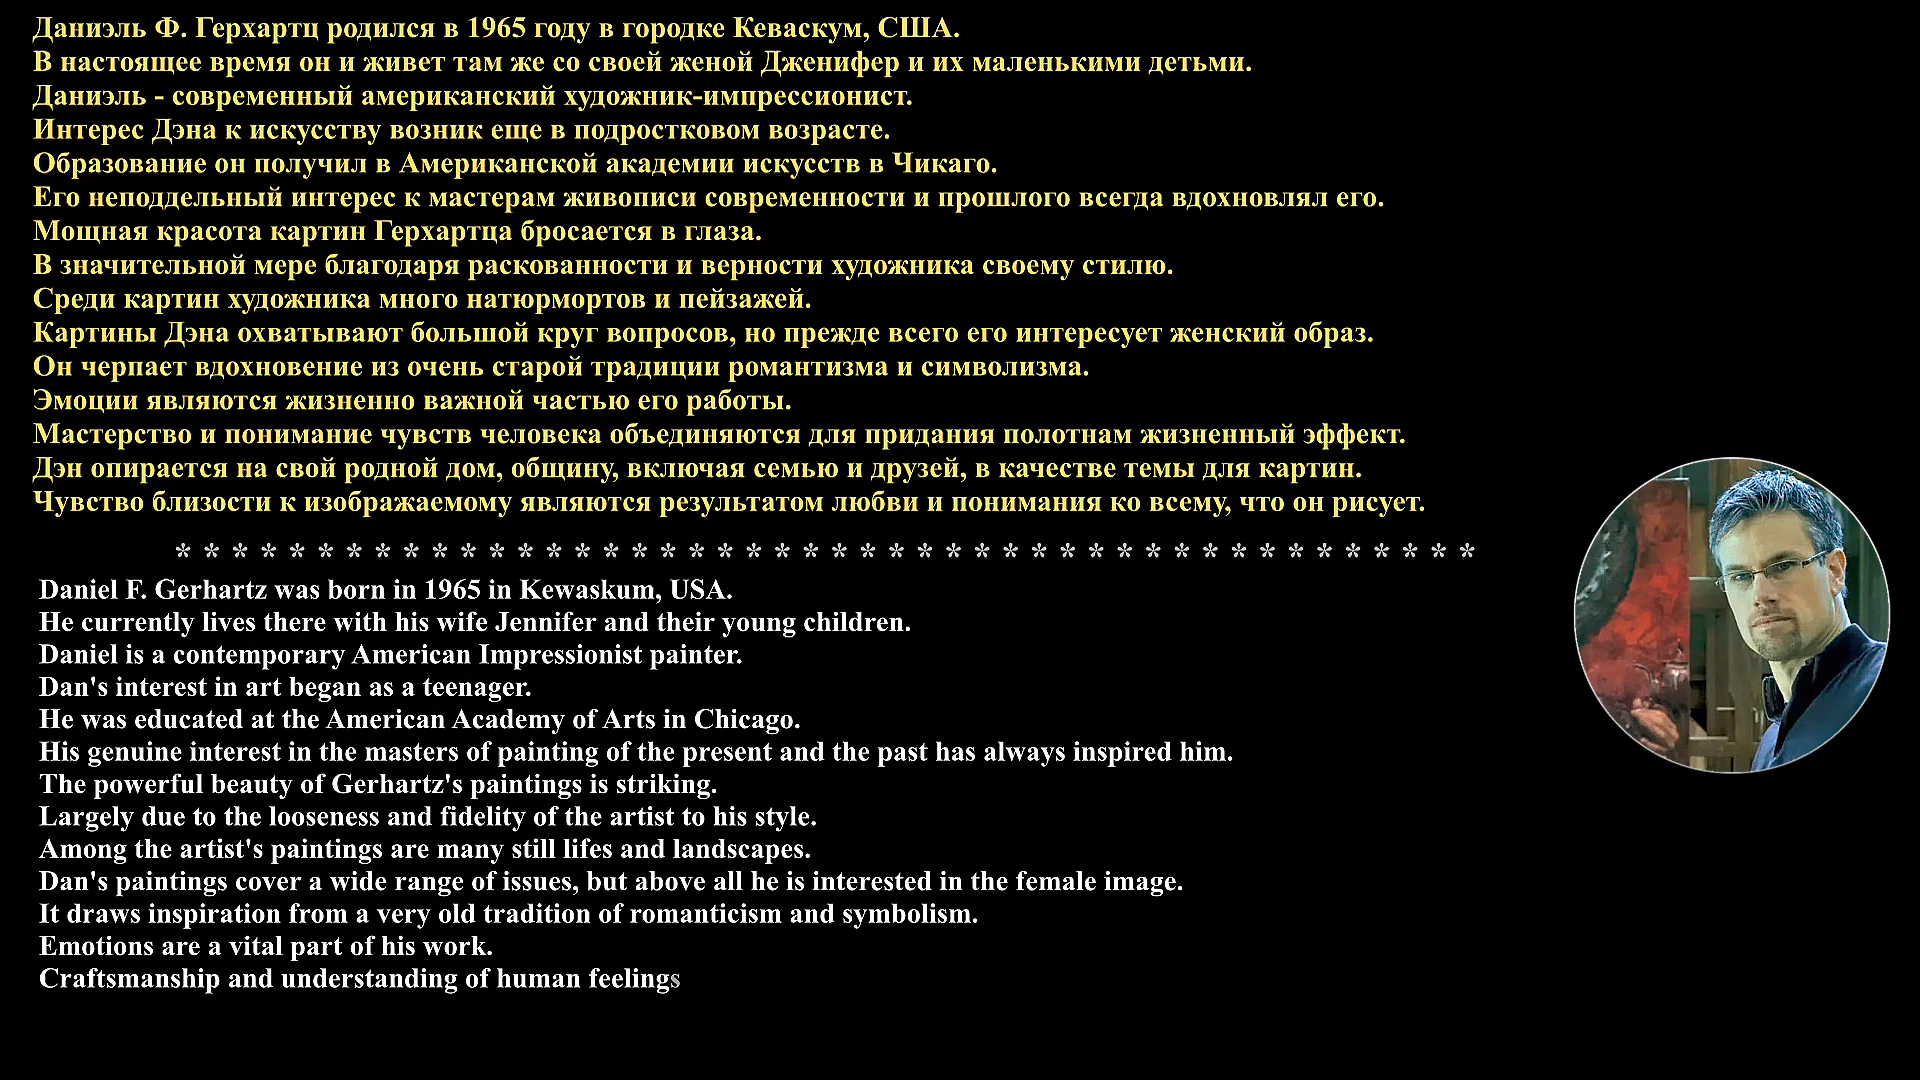 Даниэль Ф. Герхартц родился в 1965 году в городке Кеваскум, США.
В настоящее время он и живет там же со своей женой Дженифер и их маленькими детьми.
Даниэль - современный американский художник-импрессионист.
Интерес Дэна к искусству возник еще в подростковом возрасте.
Образование он получил в Американской академии искусств в Чикаго.
Его неподдельный интерес к мастерам живописи современности и прошлого всегда вдохновлял его.
Мощная красота картин Герхартца бросается в глаза.
В значительной мере благодаря раскованности и верности художника своему стилю.
Среди картин художника много натюрмортов и пейзажей.
Картины Дэна охватывают большой круг вопросов, но прежде всего его интересует женский образ.
Он черпает вдохновение из очень старой традиции романтизма и символизма.
Эмоции являются жизненно важной частью его работы.
Мастерство и понимание чувств человека объединяются для придания полотнам жизненный эффект.
Дэн опирается на свой родной дом, общину, включая семью и друзей, в качестве темы для картин.
Чувство близости к изображаемому являются результатом любви и понимания ко всему, что он рисует.
* * * * * * * * * * * * * * * * * * * * * * * * * * * * * * * * * * * * * * * * * * * * * *
Daniel F. Gerhartz was born in 1965 in Kewaskum, USA.
He currently lives there with his wife Jennifer and their young children.
Daniel is a contemporary American Impressionist painter.
Dan's interest in art began as a teenager.
He was educated at the American Academy of Arts in Chicago.
His genuine interest in the masters of painting of the present and the past has always inspired him.
The powerful beauty of Gerhartz's paintings is striking.
Largely due to the looseness and fidelity of the artist to his style.
Among the artist's paintings are many still lifes and landscapes.
Dan's paintings cover a wide range of issues, but above all he is interested in the female image.
It draws inspiration from a very old tradition of romanticism and symbolism.
Emotions are a vital part of his work.
Craftsmanship and understanding of human feelings